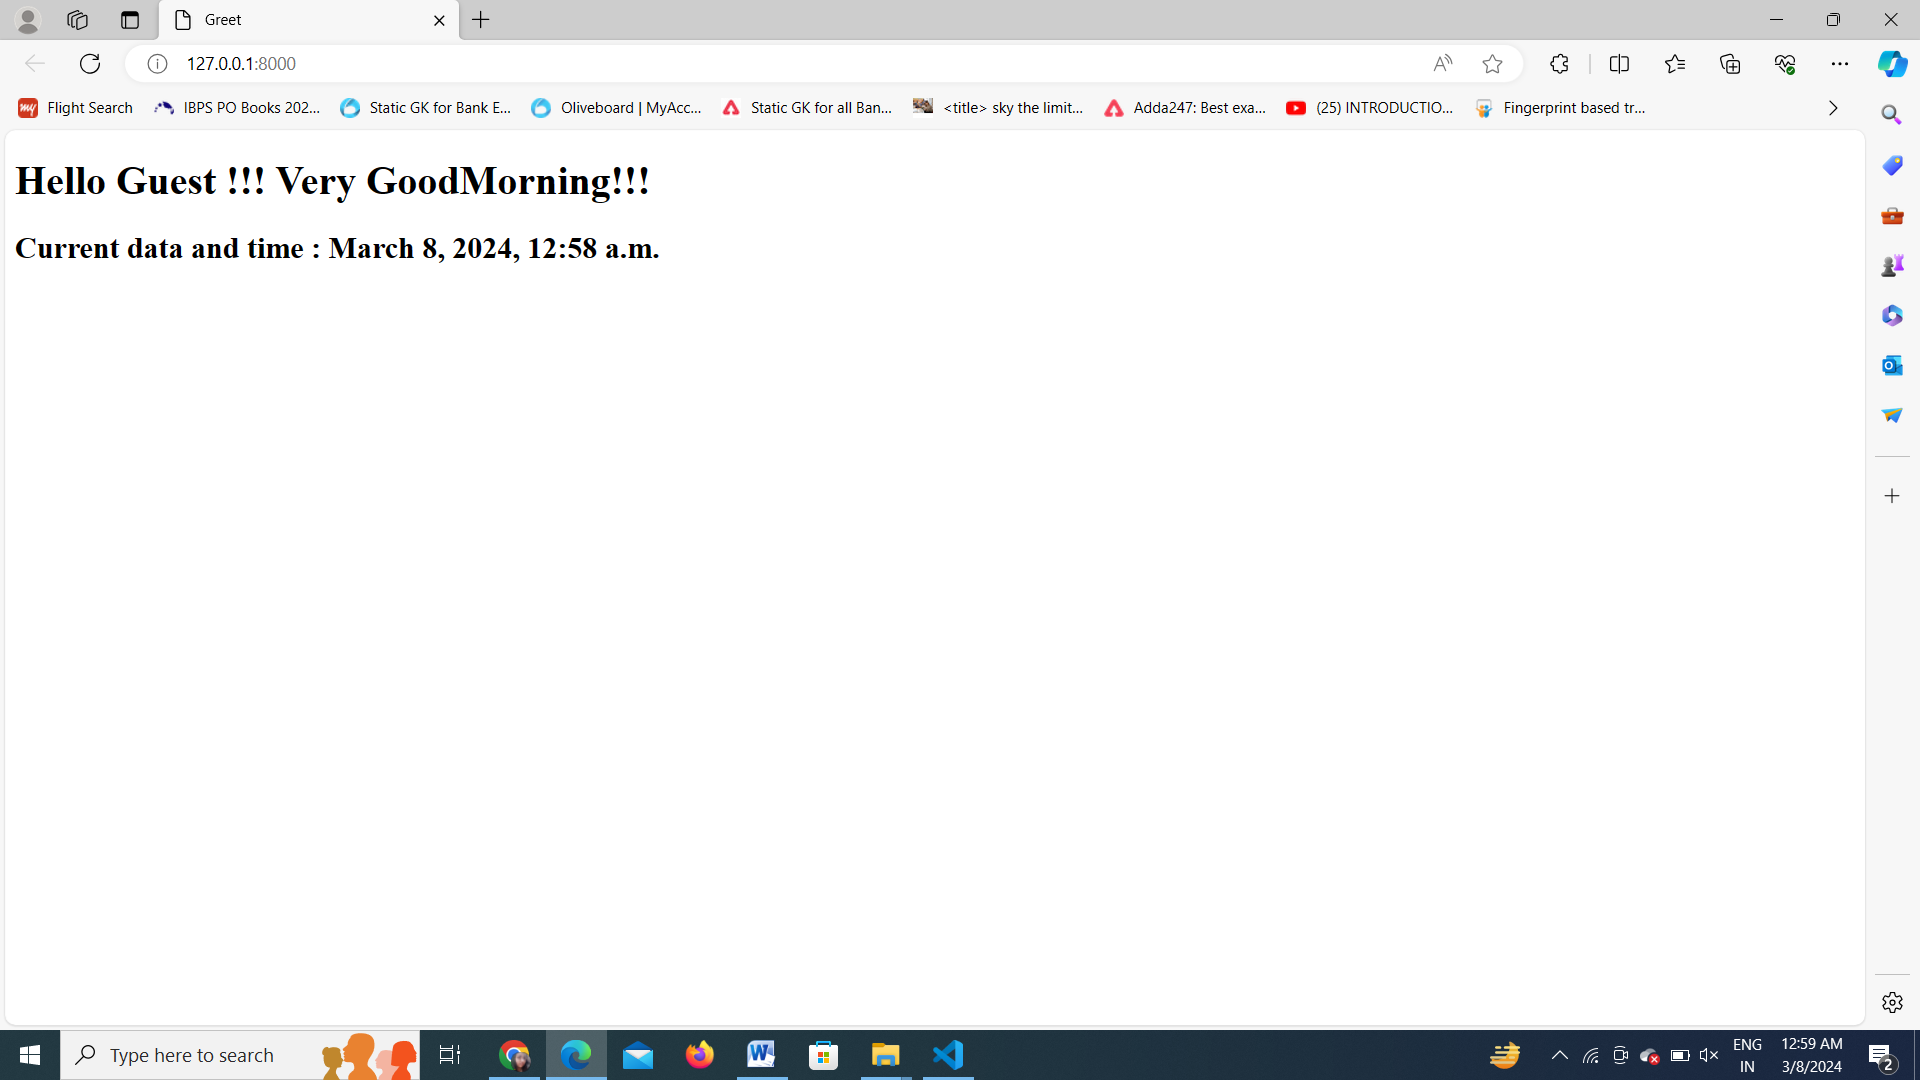 Greet
127.0.0.1:8000
Flight Search
IBPS PO Books 202...
Static GK for Bank E...
Oliveboard | MyAcc...
Static GK for all Ban...
<title> sky the limit...
Adda247: Best exa...
(25) INTRODUCTIO...
Fingerprint based tr...
Hello Guest !!! Very GoodMorning!!!
Current data and time : March 8, 2024, 12:58 a.m.
Type here to search
ENG
IN
12:59 AM
3/8/2024
2